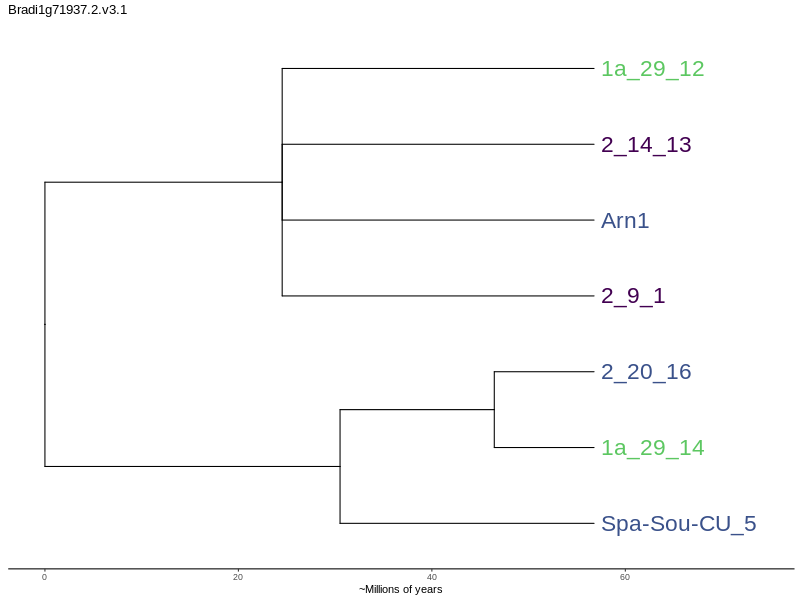 Bradi1g71937.2.v3.1
1a_29_12
2_14_13
Arn1
2_9_1
2_20_16
1a_29_14
Spa-Sou-CU_5
0 20 40 60
~Millions of years